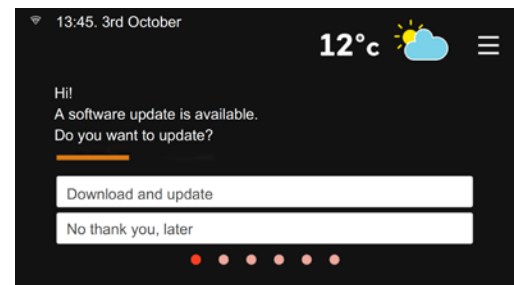 13:45. 3rd October
12°c
Hi!
A software update is available.
Do you want to update?
Download and update
No thank you, later